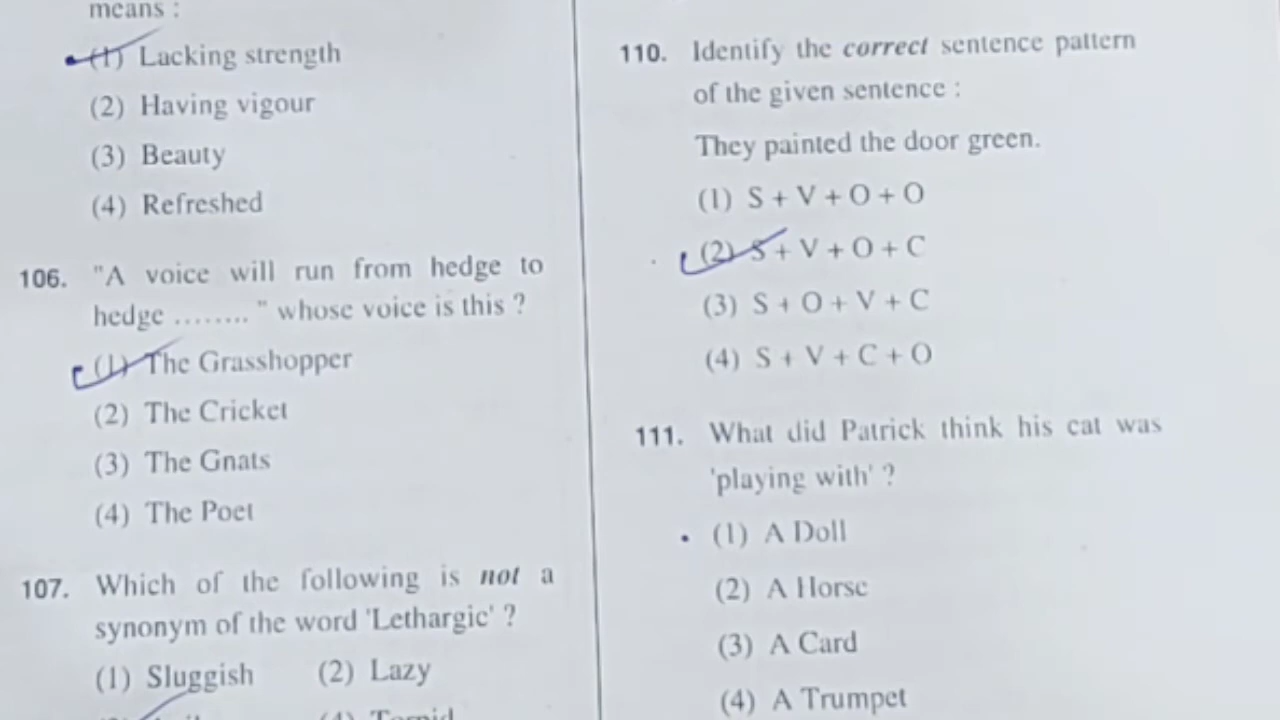 means :
(1) Lacking strength
(2) Having vigour
(3) Beauty
(4) Refreshed
106. "A voice will run from hedge to
hedge ........ " whose voice is this ?
(1) The Grasshopper
(2) The Cricket
(3) The Gnats
(4) The Poet
107. Which of the following is not a
synonym of the word 'Lethargic' ?
(1) Sluggish (2) Lazy
(4) Torpid
110. Identify the correct sentence pattern
of the given sentence :
They painted the door green.
(1) S + V + O + O
(2) S + V + O + C
(3) S + O + V + C
(4) S + V + C + O
111. What did Patrick think his cat was
'playing with' ?
(1) A Doll
(2) A Horse
(3) A Card
(4) A Trumpet